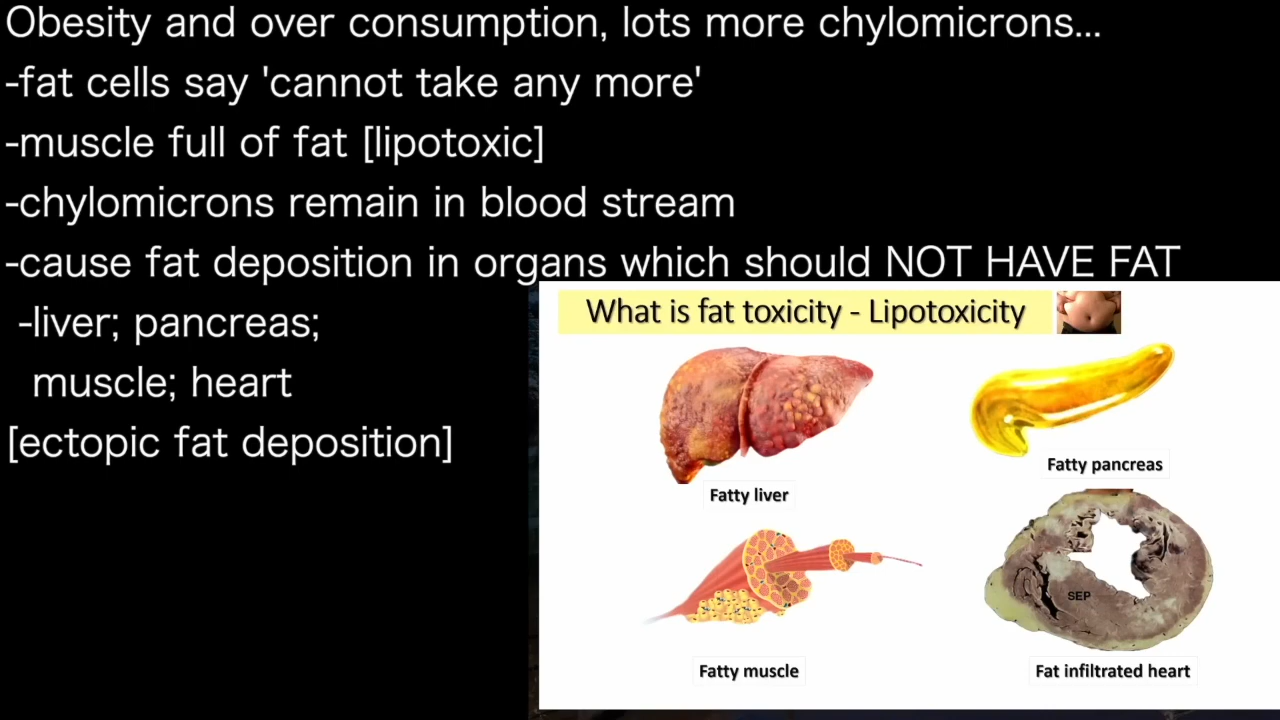 Obesity and over consumption, lots more chylomicrons...
-fat cells say 'cannot take any more'
-muscle full of fat [lipotoxic]
-chylomicrons remain in blood stream
-cause fat deposition in organs which should NOT HAVE FAT
-liver; pancreas;
muscle; heart
[ectopic fat deposition]
What is fat toxicity - Lipotoxicity
Fatty liver
Fatty pancreas
SEP
Fatty muscle
Fat infiltrated heart